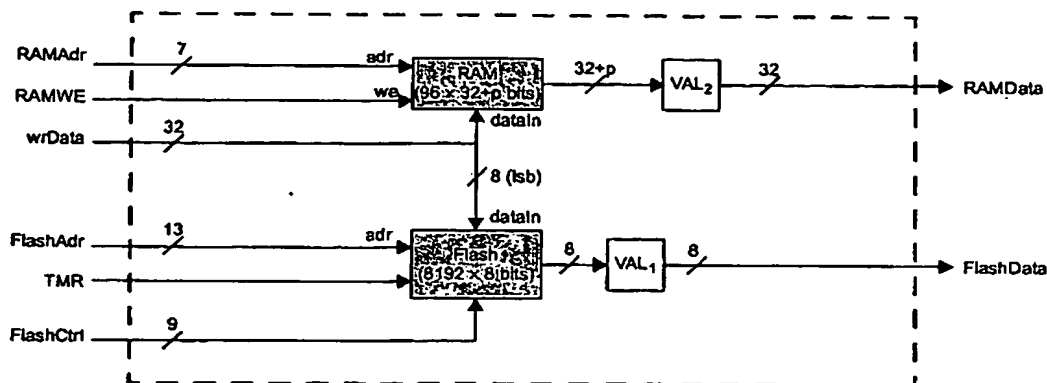 RAMAdr
7
adr
RAM
(96 x 32+p bits)
32+p
VAL2
32
RAMData
RAMWE
we
wrData
32
dataIn
8 (lsb)
dataIn
FlashAdr
13
adr
Flash
(8192 x 8 bits)
8
VAL1
8
FlashData
TMR
FlashCtrl
9